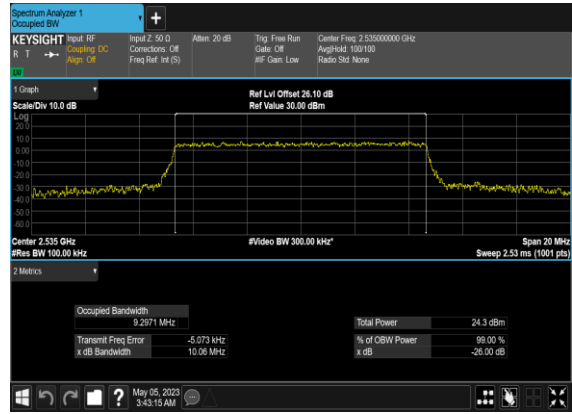 Spectrum Analyzer 1
Occupied BW
KEYSIGHT Input: RF Input Z: 50 Ω Atten: 20 dB Trig: Free Run Center Freq: 2.535000000 GHz
R T Coupling: DC Corrections: Off Gate: Off Avg|Hold: 100/100
Align: Off Freq Ref: Int (S) #IF Gain: Low Radio Std: None
1 Graph
Ref Lvl Offset 26.10 dB
Scale/Div 10.0 dB Ref Value 30.00 dBm
Log
20.0
10.0
0.00
-10.0
-20.0
-30.0
-40.0
-50.0
-60.0
Center 2.535 GHz #Video BW 300.00 kHz* Span 20 MHz
#Res BW 100.00 kHz Sweep 2.53 ms (1001 pts)
2 Metrics
Occupied Bandwidth
9.2971 MHz Total Power 24.3 dBm
Transmit Freq Error -5.073 kHz % of OBW Power 99.00 %
x dB Bandwidth 10.06 MHz x dB -26.00 dB
? May 05, 2023
3:43:15 AM